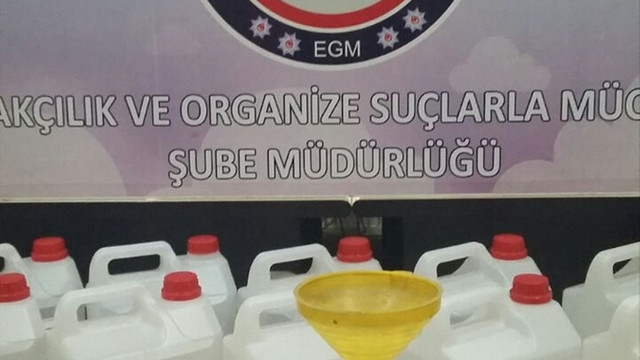 EGM
AKÇILIK VE ORGANİZE SUÇLARLA MÜC
ŞUBE MÜDÜRLÜĞÜ